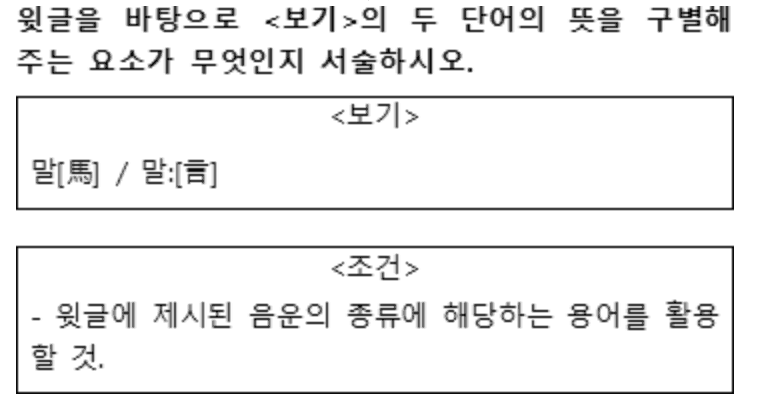 윗글을 바탕으로 <보기>의 두 단어의 뜻을 구별해
주는 요소가 무엇인지 서술하시오.
<보기>
말[馬] / 말:[言]
<조건>
- 윗글에 제시된 음운의 종류에 해당하는 용어를 활용
할 것.